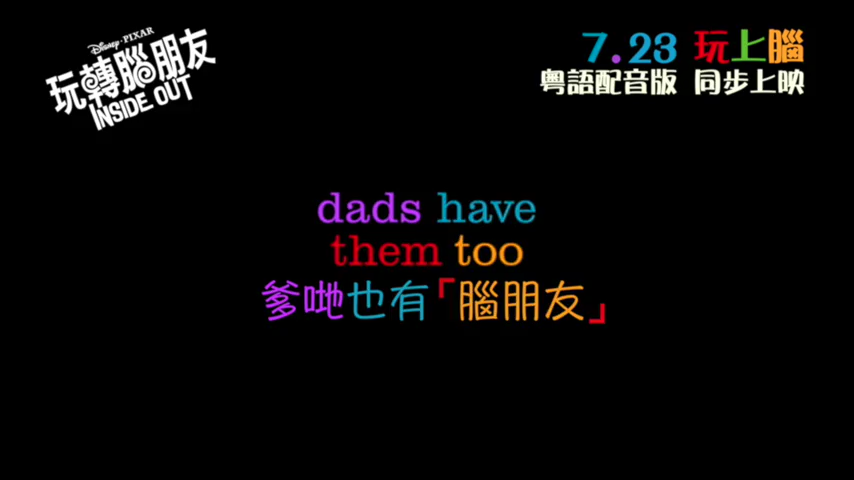 Disney·PIXAR
玩轉腦朋友
INSIDE OUT
7.23 玩上腦
粵語配音版 同步上映
dads have
them too
爹哋也有「腦朋友」